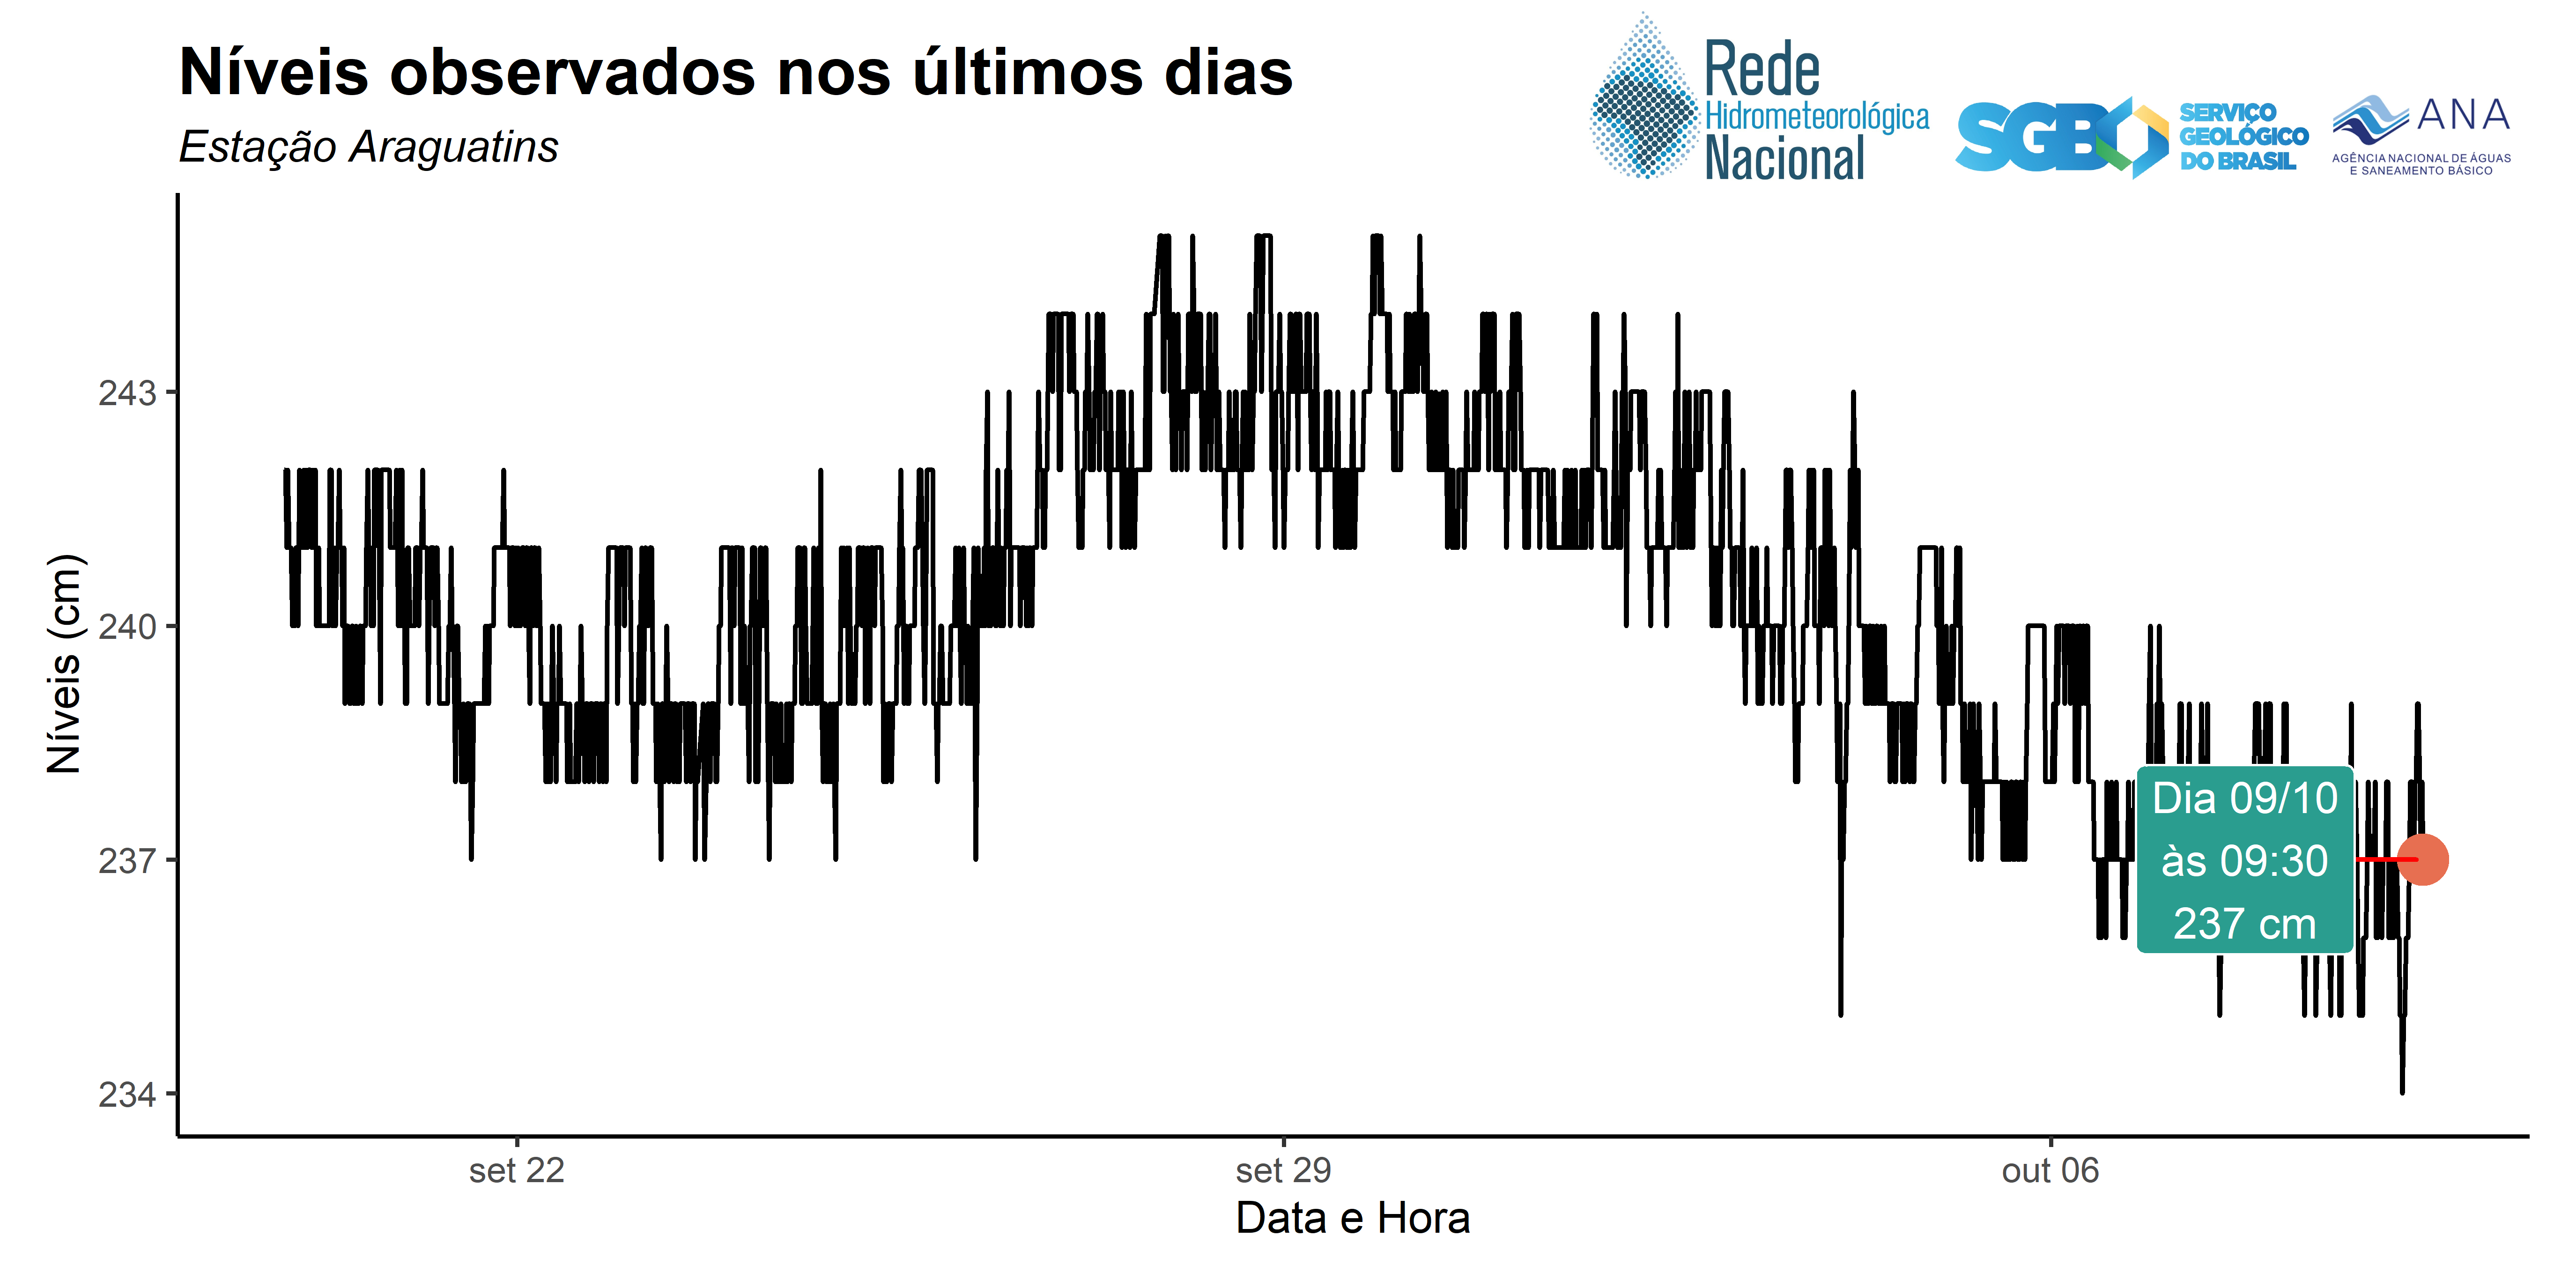 Níveis observados nos últimos dias
Estação Araguatins
Rede
Hidrometeorológica
Nacional
SGB
SERVIÇO
GEOLÓGICO
DO BRASIL
ANA
AGÊNCIA NACIONAL DE ÁGUAS
E SANEAMENTO BÁSICO
Níveis (cm)
243
240
237
234
Dia 09/10
às 09:30
237 cm
set 22
set 29
out 06
Data e Hora